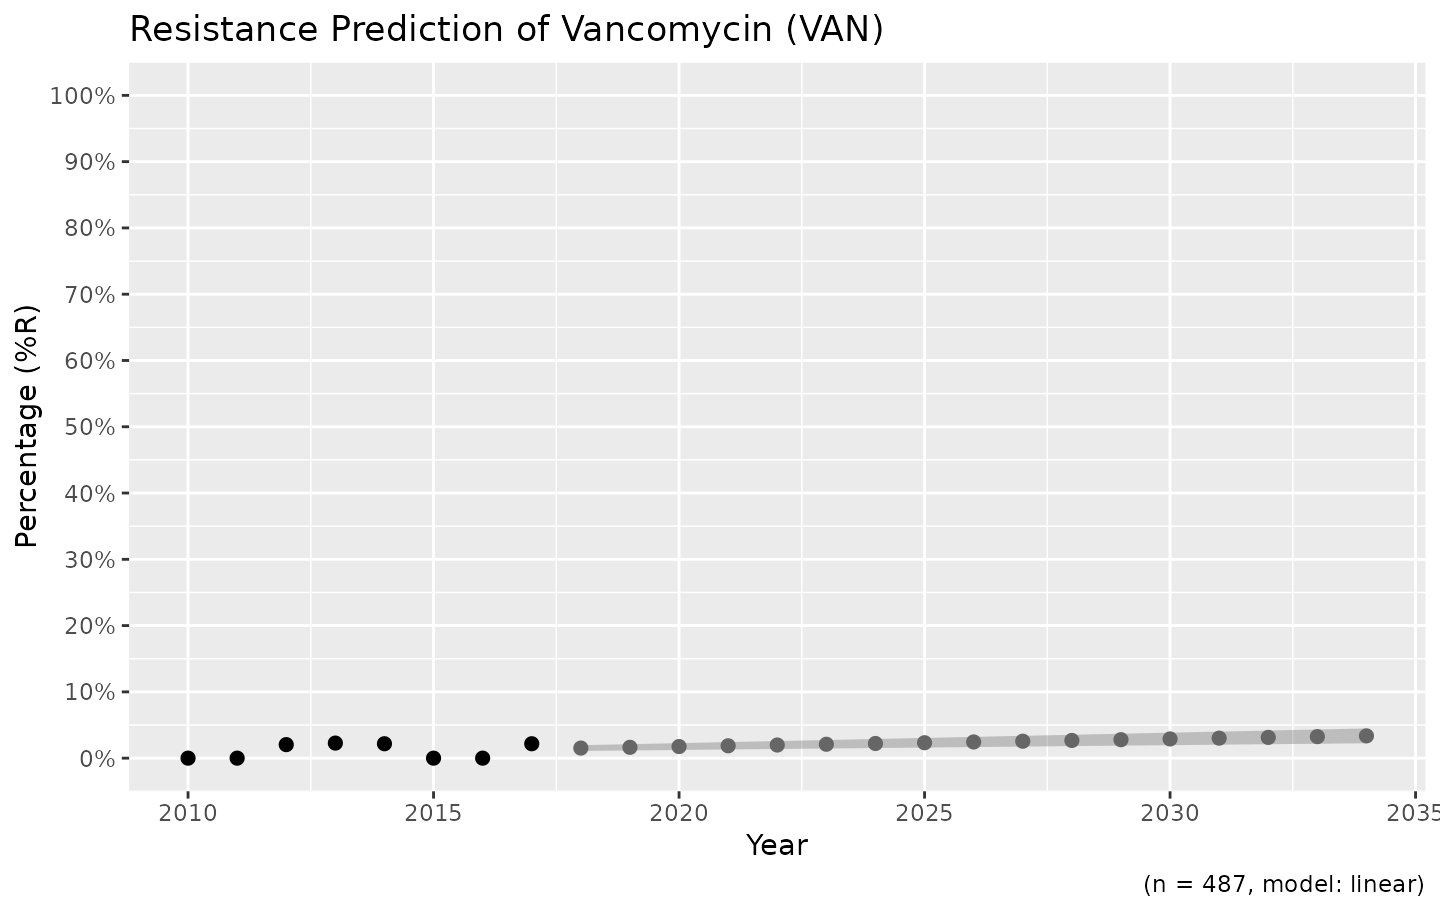 Resistance Prediction of Vancomycin (VAN)
Percentage (%R)
100%
90%
80%
70%
60%
50%
40%
30%
20%
10%
0%
2010 2015 2020 2025 2030 2035
Year
(n = 487, model: linear)